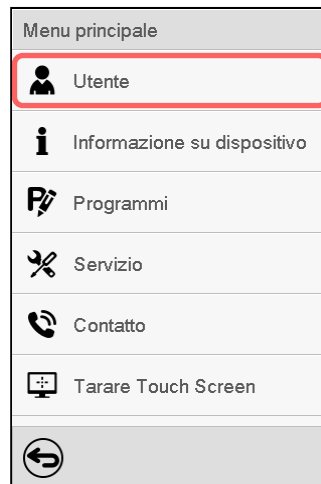 Menu principale
Utente
Informazione su dispositivo
Programmi
Servizio
Contatto
Tarare Touch Screen